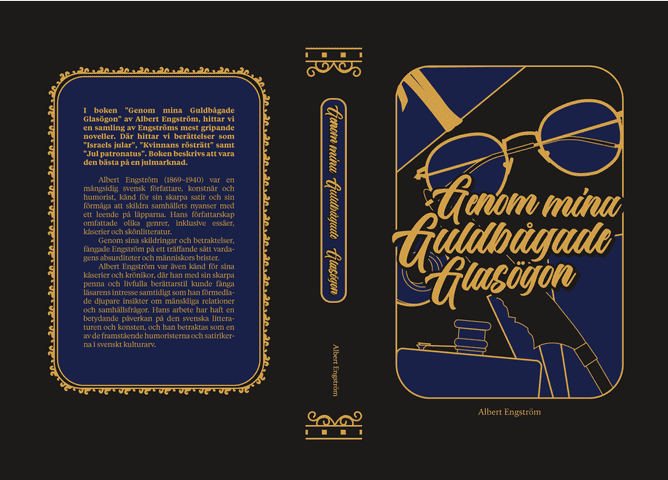 I boken "Genom mina Guldbågade
Glasögon" av Albert Engström, hittar vi
en samling av Engströms mest gripande
noveller. Där hittar vi berättelser som
"Israels jular", "Kvinnans rösträtt" samt
"Jul patronatus". Boken beskrivs att vara
den bästa på en julmarknad.
Albert Engström (1869–1940) var en
mångsidig svensk författare, konstnär och
humorist, känd för sin skarpa satir och sin
förmåga att skildra samhällets nyanser med
ett leende på läpparna. Hans författarskap
omfattade olika genrer, inklusive essäer,
kåserier och skönlitteratur.
Genom sina skildringar och betraktelser,
fångade Engström på ett träffande sätt varda-
gens absurditeter och människors brister.
Albert Engström var även känd för sina
kåserier och krönikor, där han med sin skarpa
penna och livfulla berättarstil kunde fånga
läsarens intresse samtidigt som han förmedla-
de djupare insikter om mänskliga relationer
och samhällsfrågor. Hans arbete har haft en
betydande påverkan på den svenska littera-
turen och konsten, och han betraktas som en
av de framstående humoristerna och satiriker-
na i svenskt kulturarv.
Genom mina Guldbågade Glasögon
Albert Engström
Genom mina
Guldbågade
Glasögon
Albert Engström